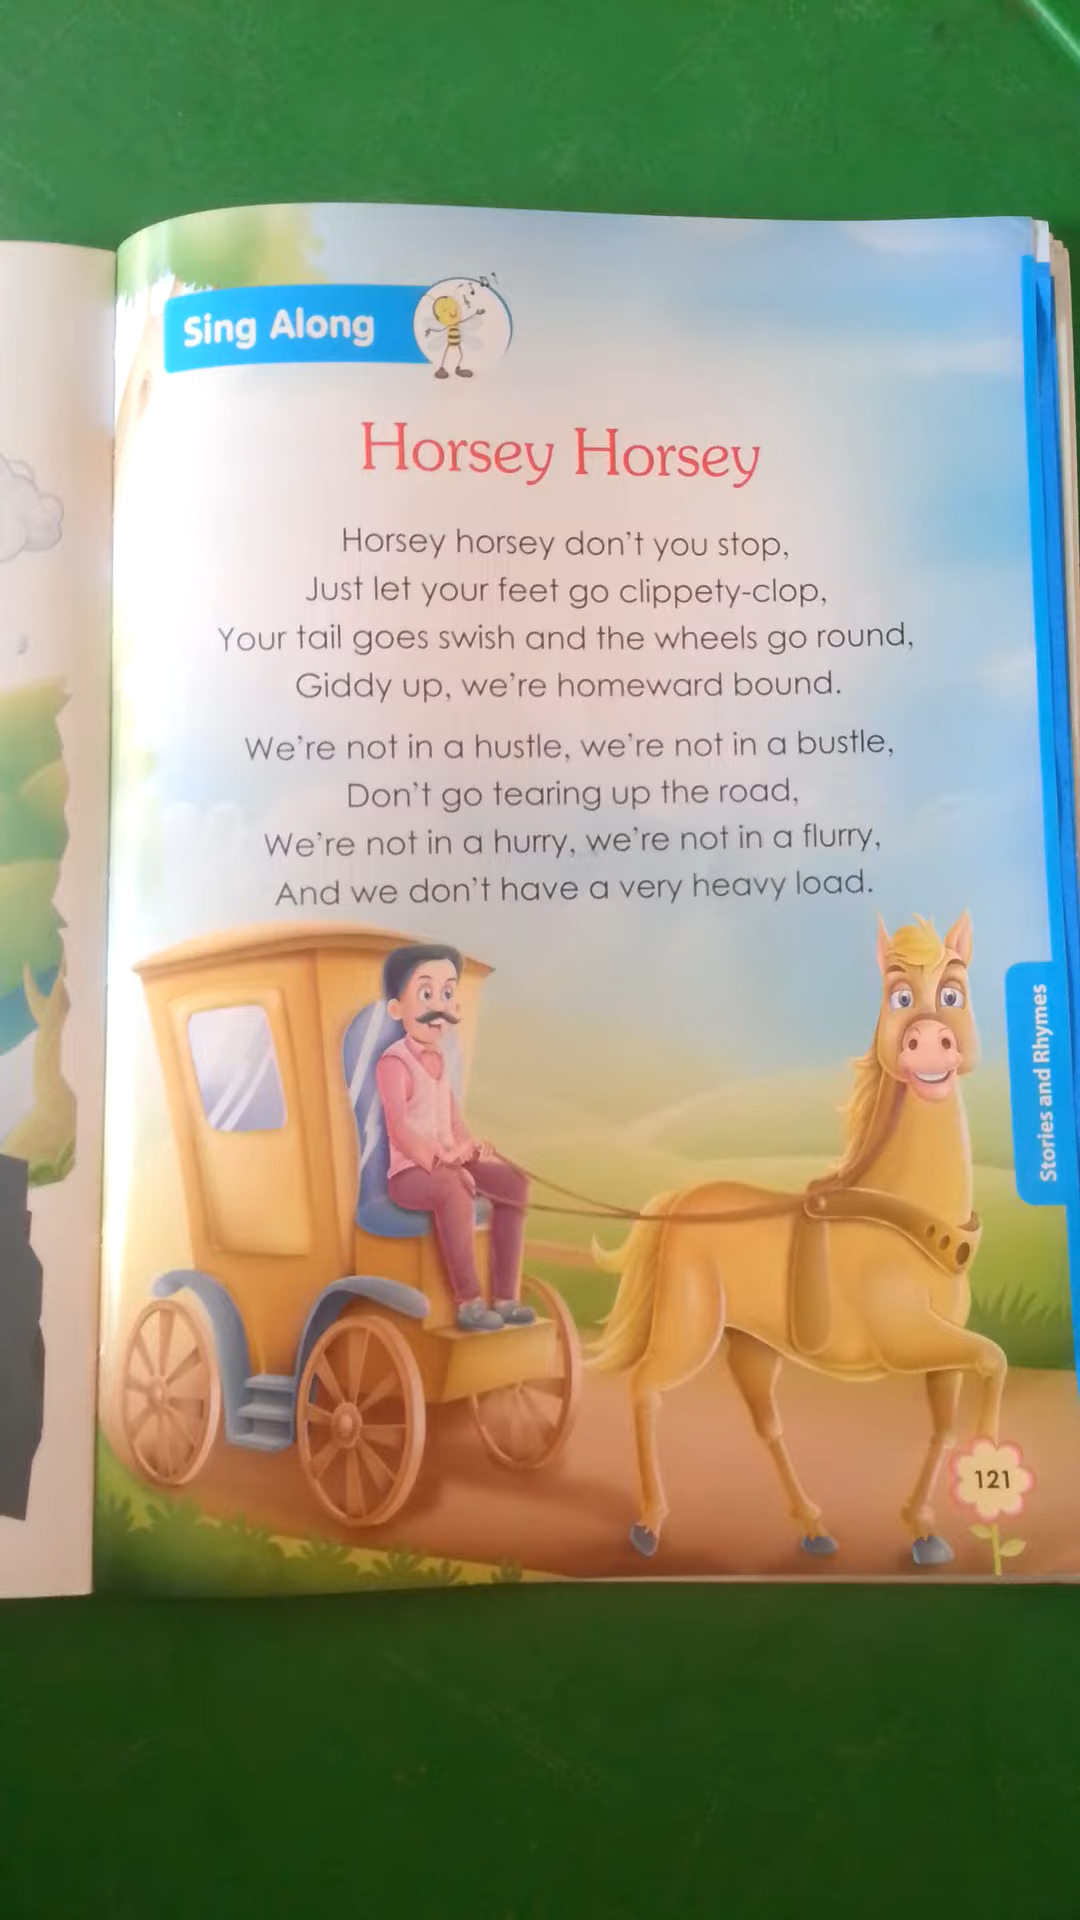 Sing Along
Horsey Horsey
Horsey horsey don't you stop,
Just let your feet go clippety-clop,
Your tail goes swish and the wheels go round,
Giddy up, we're homeward bound.
We're not in a hustle, we're not in a bustle,
Don't go tearing up the road,
We're not in a hurry, we're not in a flurry,
And we don't have a very heavy load.
Stories and Rhymes
121